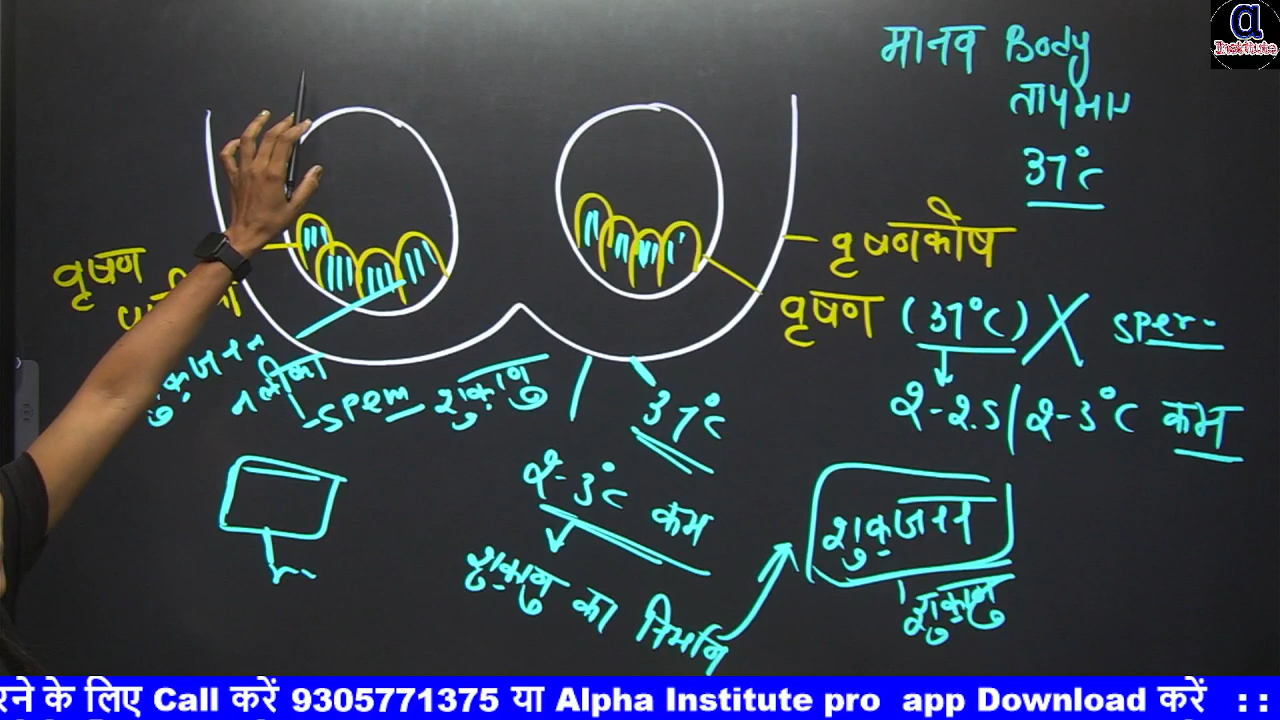 α
Institute
मानव Body
तापमान
37°C
वृषणकोष
वृषण (37°C) X sper-
2-2.5 / 2-3°C कम
वृषण
शुक्रजनन
नलीका
- sperm - शुक्राणु
37°C
2-3°C कम
शुक्राणु का निर्माण
शुक्रजनन
शुक्राणु
रने के लिए Call करें 9305771375 या Alpha Institute pro app Download करें ::